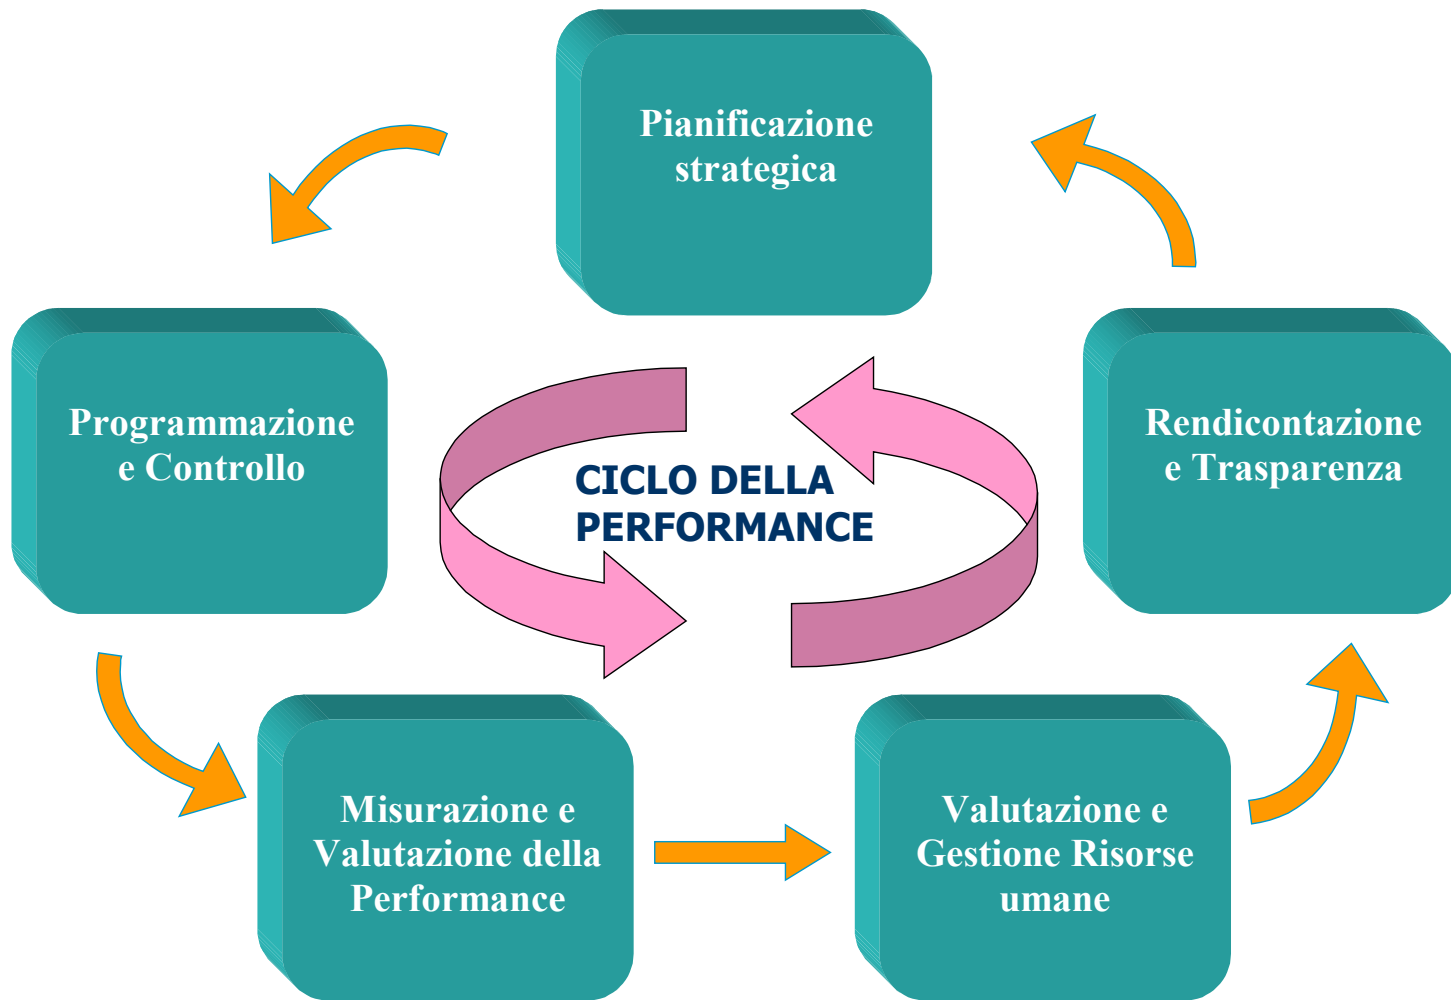 Pianificazione
strategica
Programmazione
e Controllo
Rendicontazione
e Trasparenza
CICLO DELLA
PERFORMANCE
Misurazione e
Valutazione della
Performance
Valutazione e
Gestione Risorse
umane